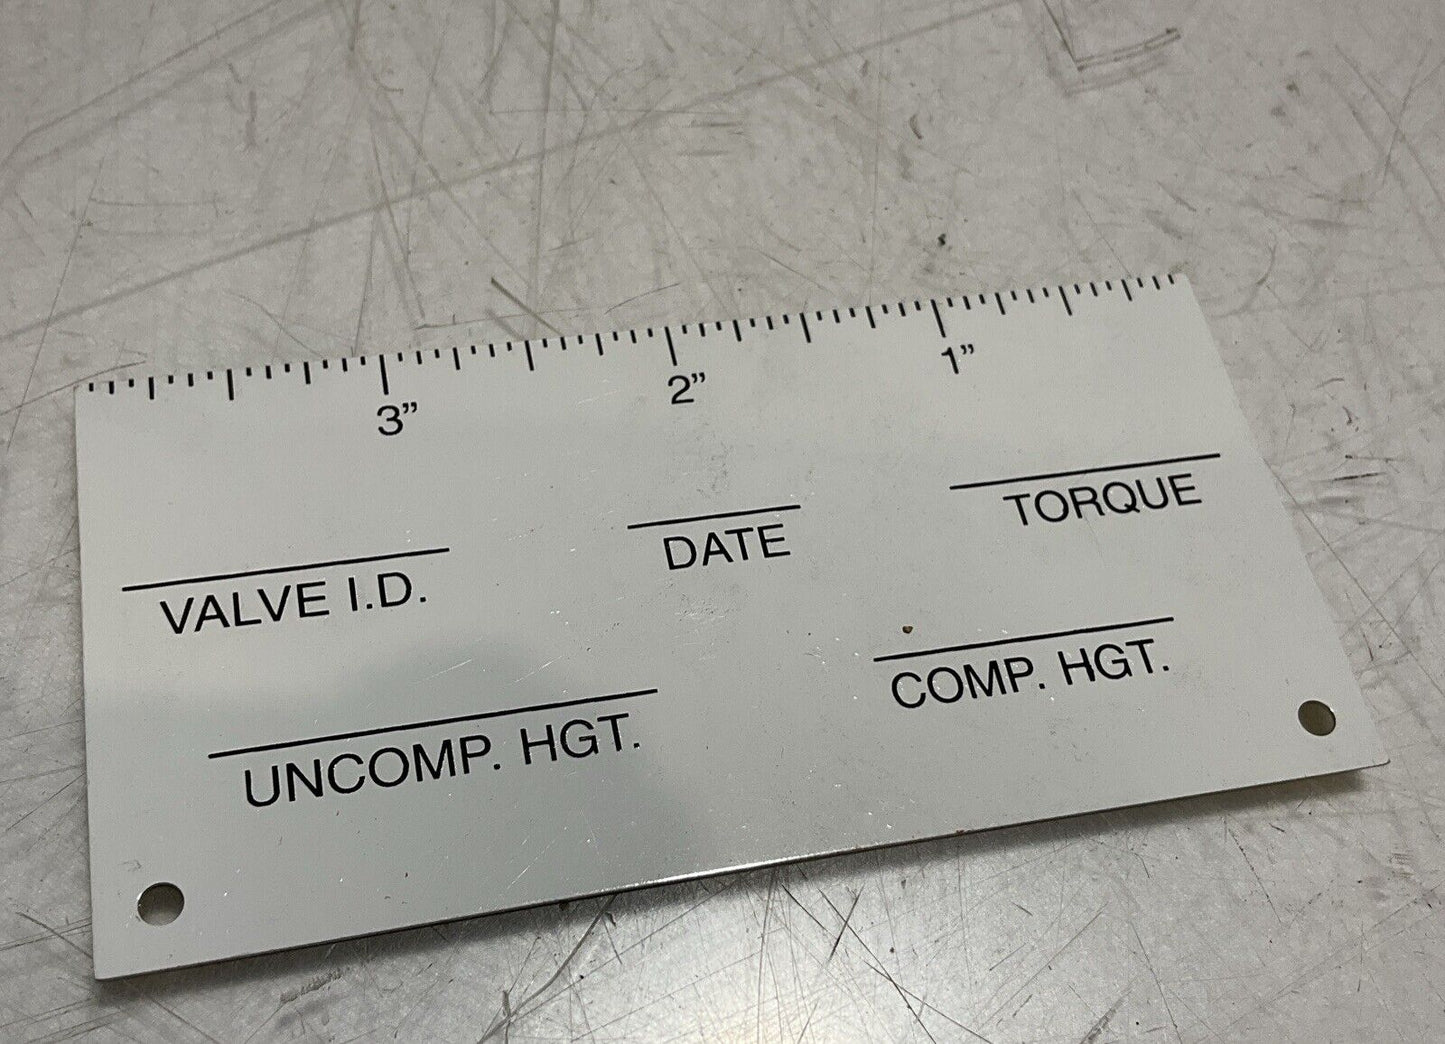 3” 2” 1”
VALVE I.D. DATE TORQUE
UNCOMP. HGT. COMP. HGT.